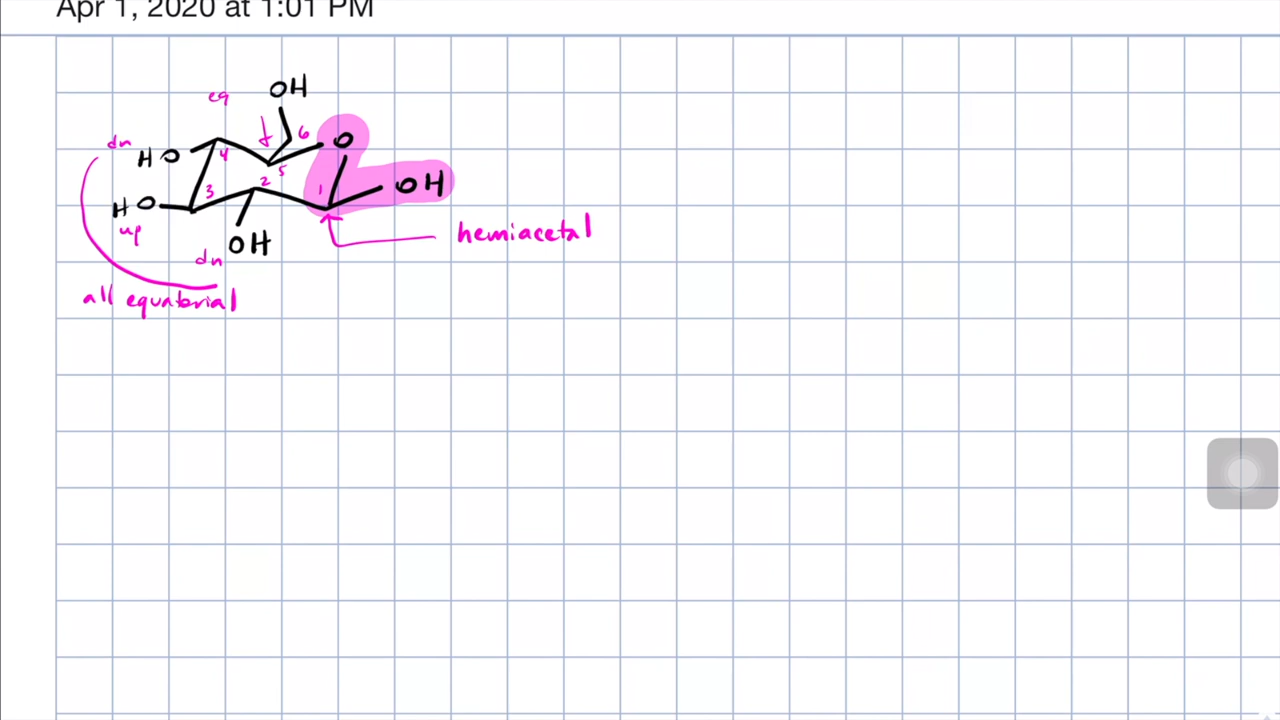 Apr 1, 2020 at 1:01 PM
OH
eq
6
O
dn
HO
4
5
3
2
1
OH
HO
up
OH
dn
hemiacetal
all equatorial